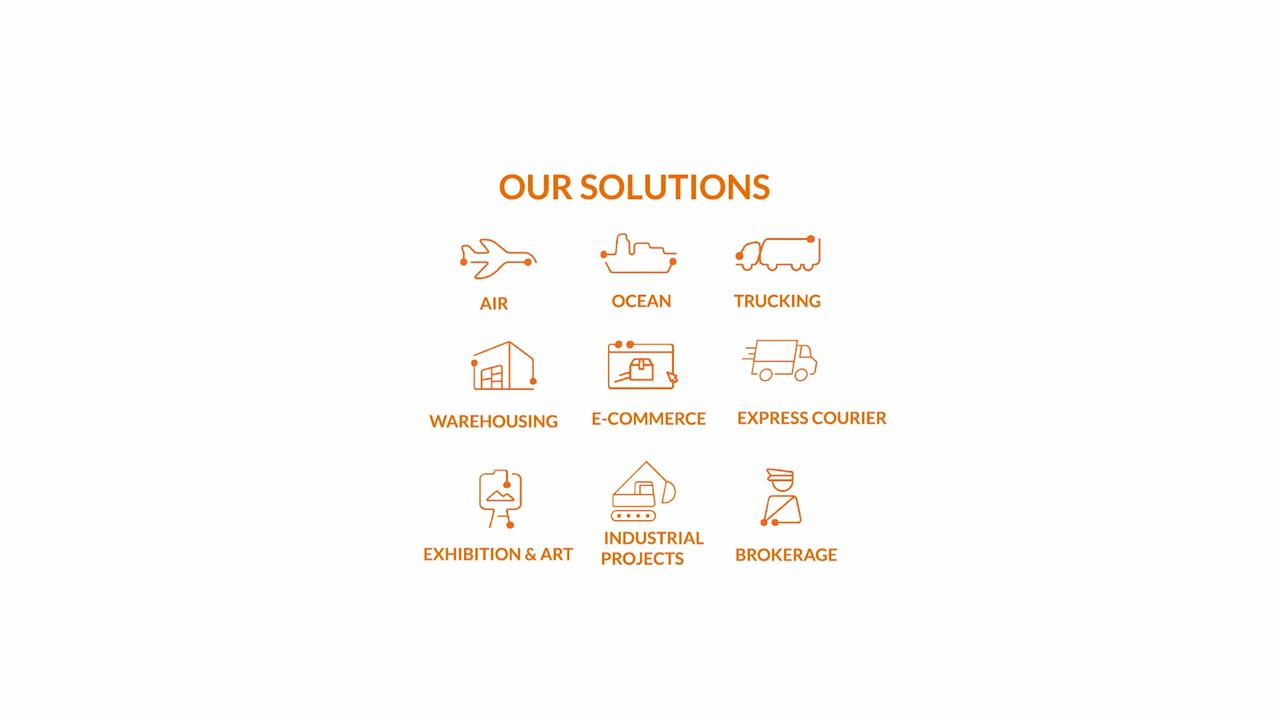 OUR SOLUTIONS
AIR
OCEAN
TRUCKING
WAREHOUSING
E-COMMERCE
EXPRESS COURIER
EXHIBITION & ART
INDUSTRIAL
PROJECTS
BROKERAGE